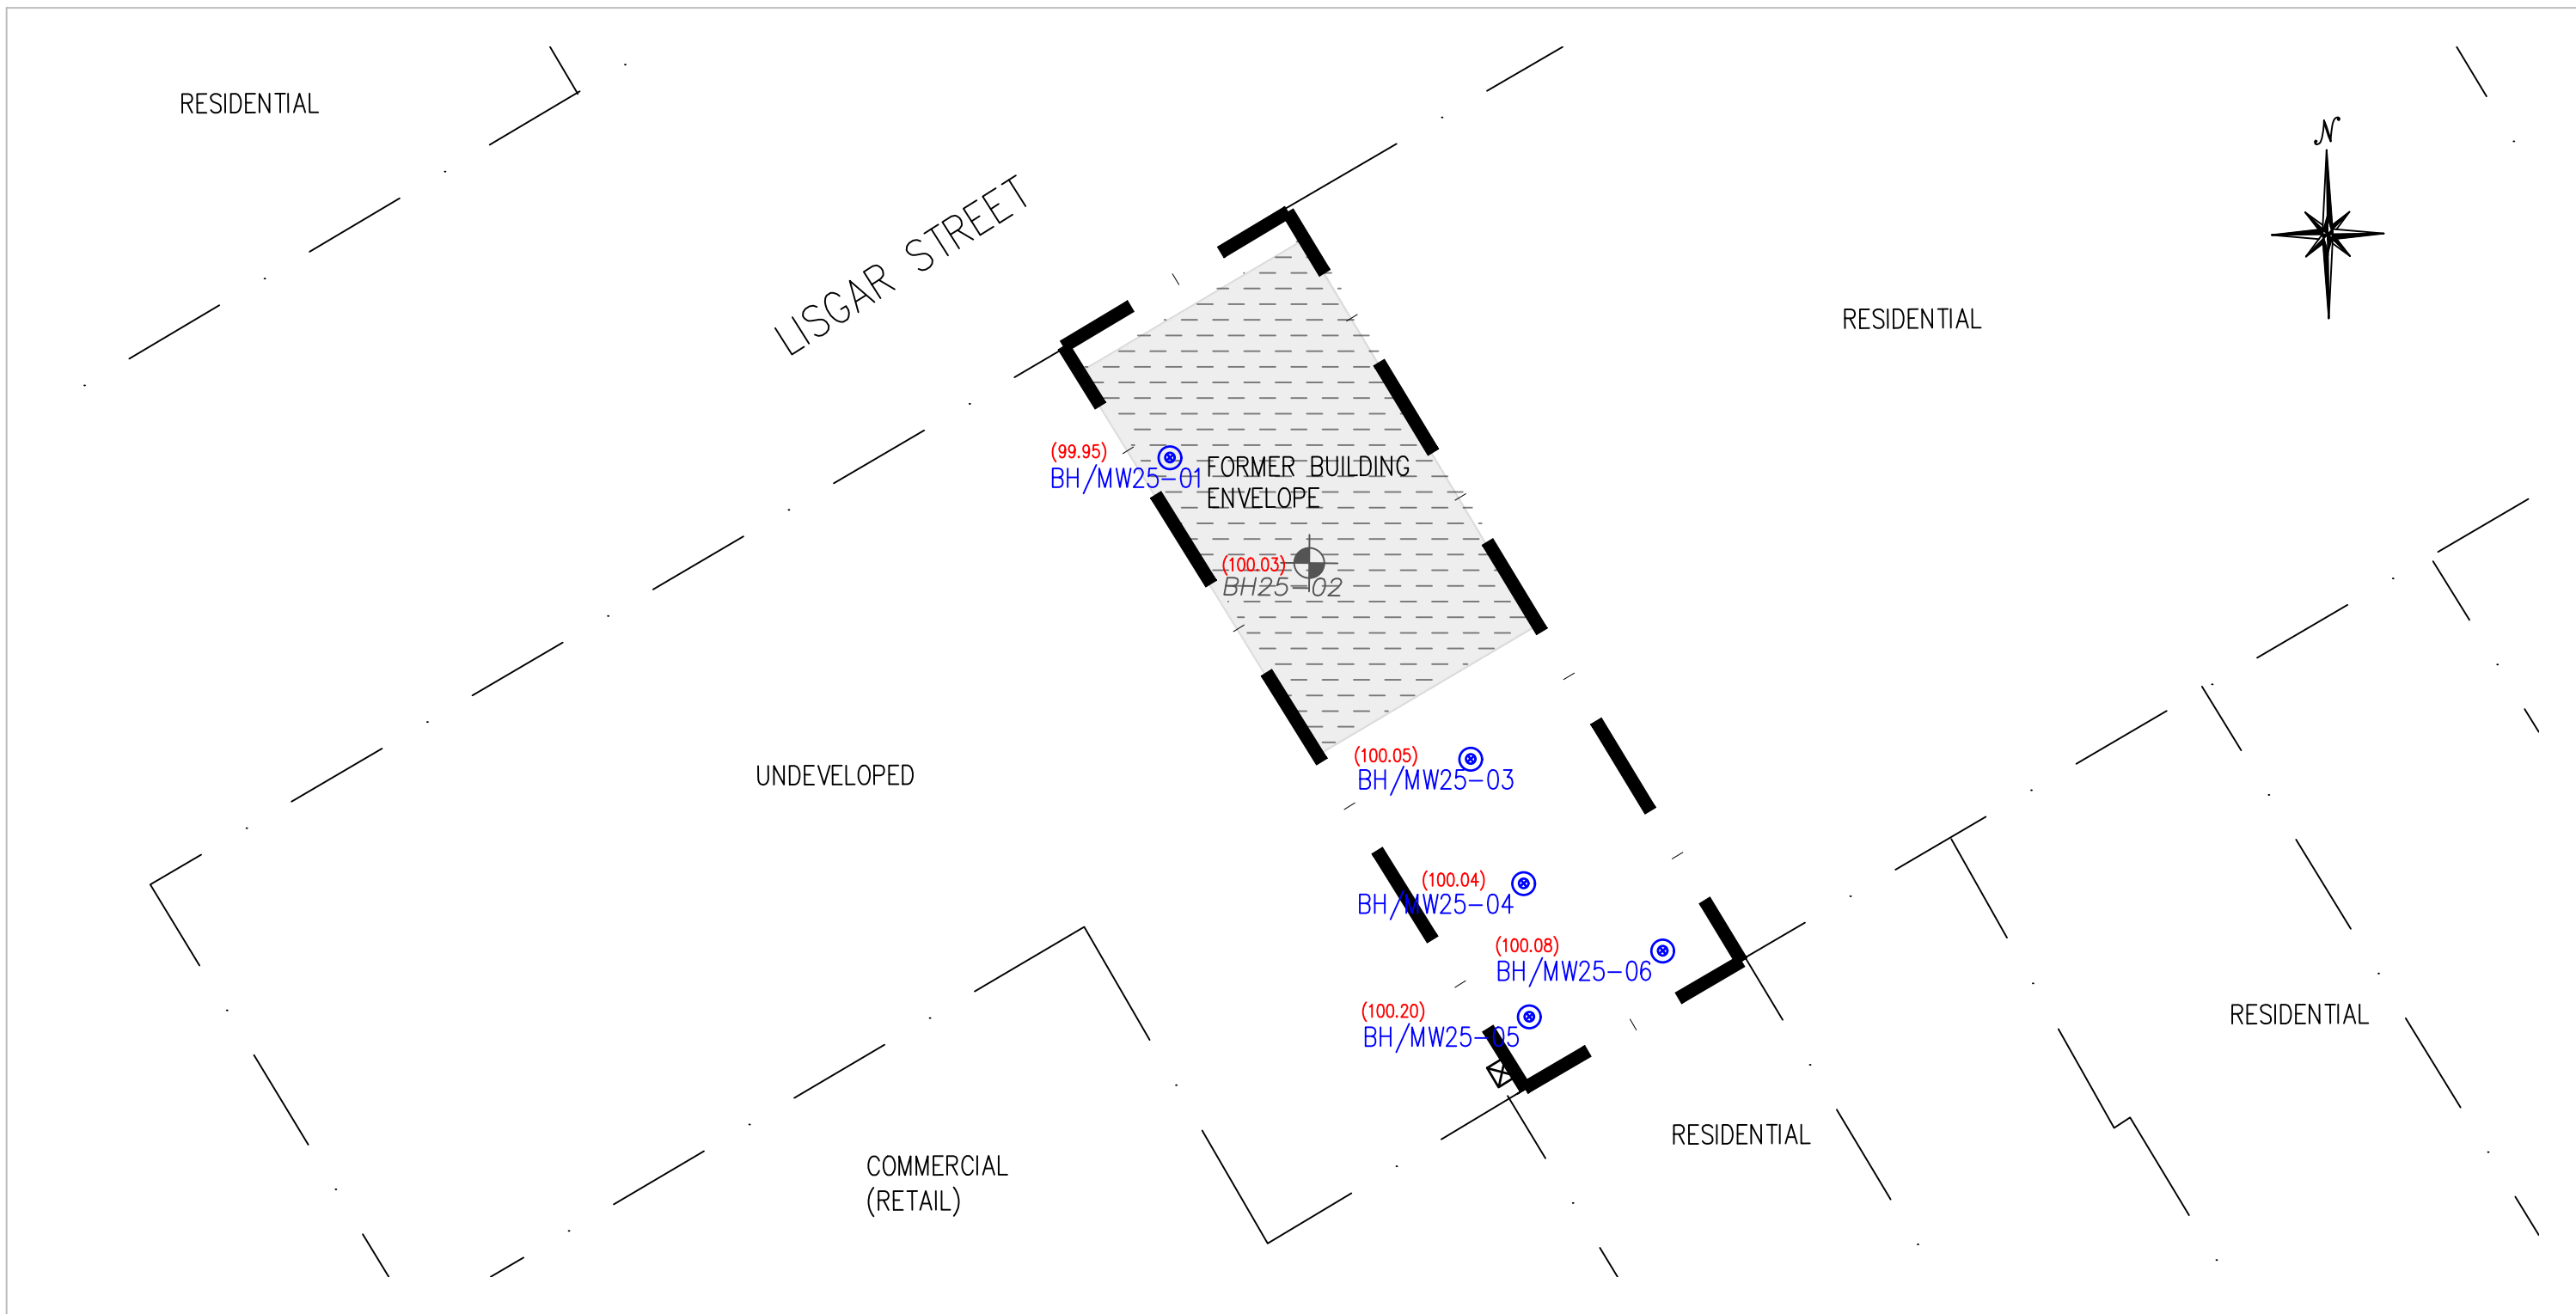 RESIDENTIAL
N
LISGAR STREET
RESIDENTIAL
(99.95)
BH/MW25-01
FORMER BUILDING
ENVELOPE
(100.03)
BH25-02
(100.05)
BH/MW25-03
UNDEVELOPED
(100.04)
BH/MW25-04
(100.08)
BH/MW25-06
(100.20)
BH/MW25-05
RESIDENTIAL
RESIDENTIAL
COMMERCIAL
(RETAIL)